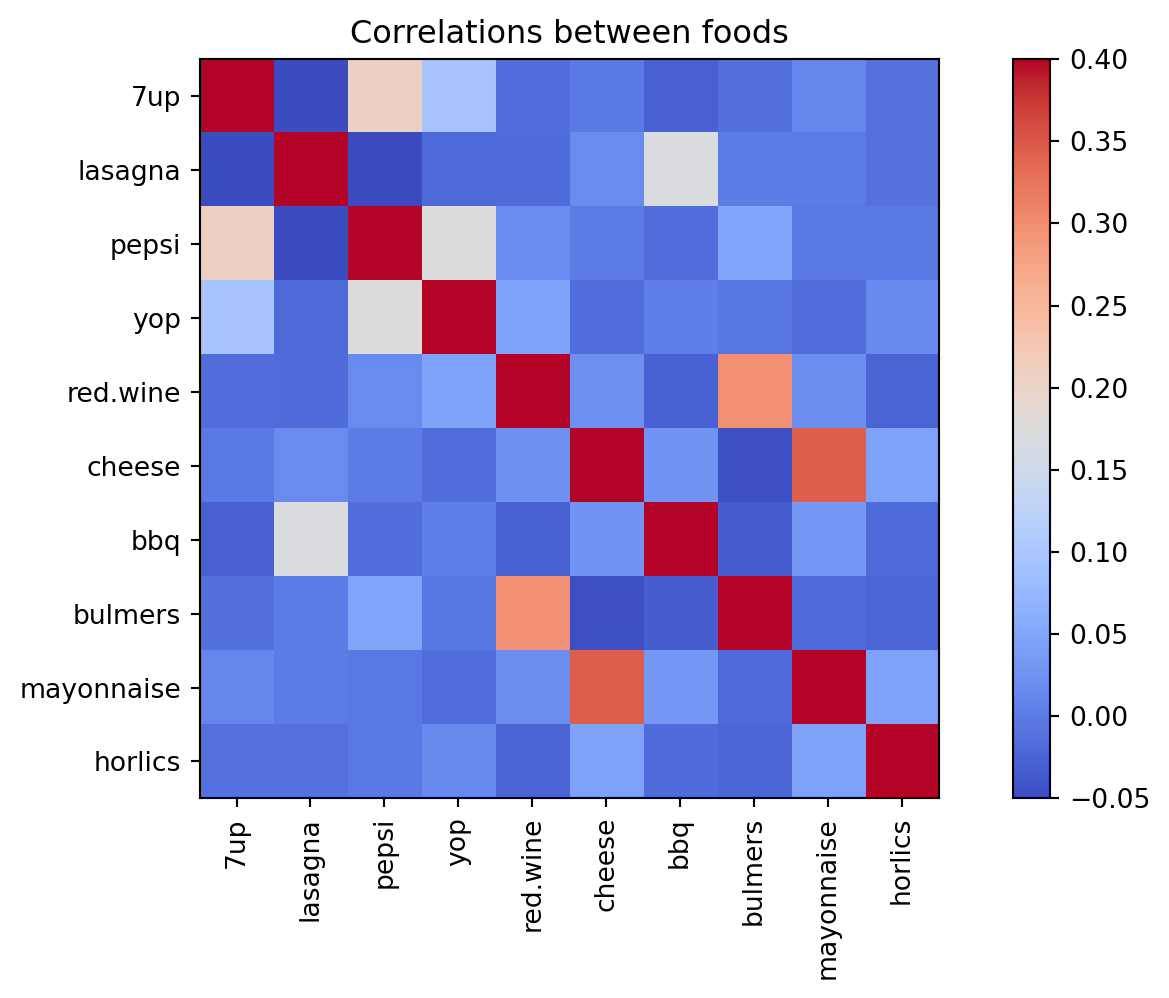 Correlations between foods
7up
lasagna
pepsi
yop
red.wine
cheese
bbq
bulmers
mayonnaise
horlics
7up
lasagna
pepsi
yop
red.wine
cheese
bbq
bulmers
mayonnaise
horlics
0.40
0.35
0.30
0.25
0.20
0.15
0.10
0.05
0.00
−0.05